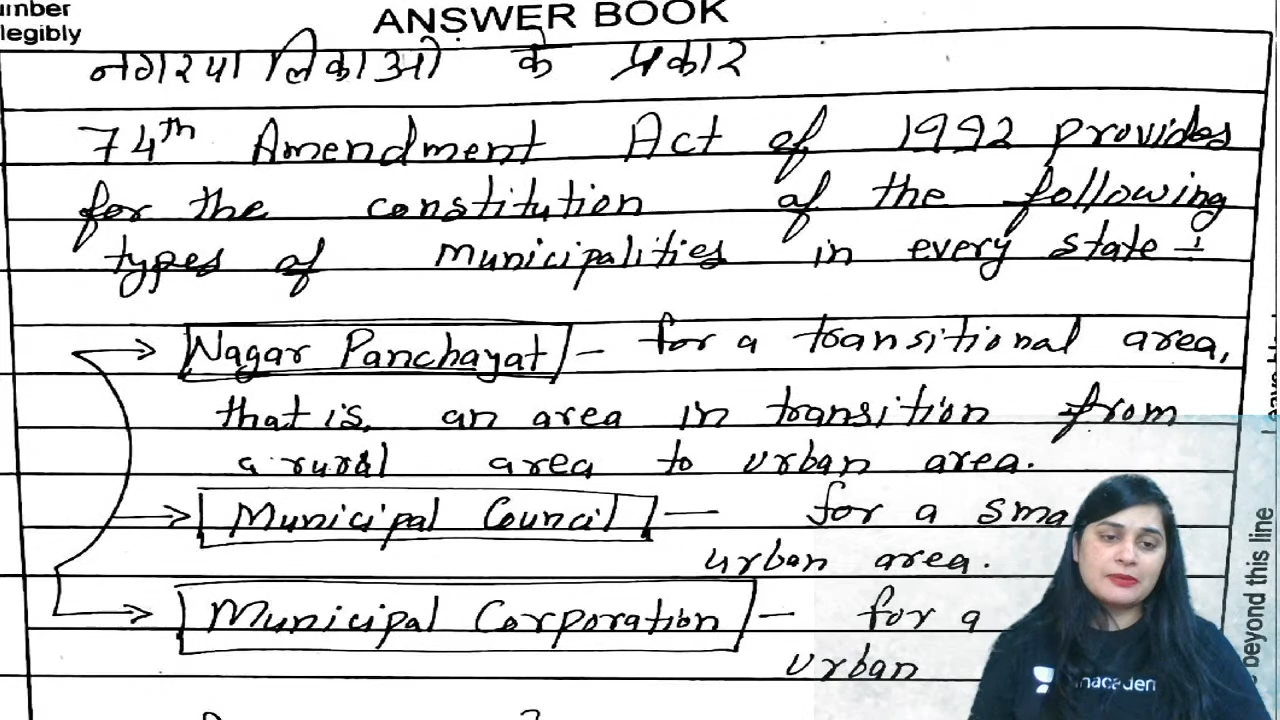 umber
legibly
ANSWER BOOK
नगरपालिकाओं के प्रकार
74th Amendment Act of 1992 provides
for the constitution of the following
types of Municipalities in every state :-
Nagar Panchayat - for a transitional area,
that is, an area in transition from
a rural area to urban area.
Municipal Council - for a sma
urban area.
Municipal Corporation - for a
urban
beyond this line